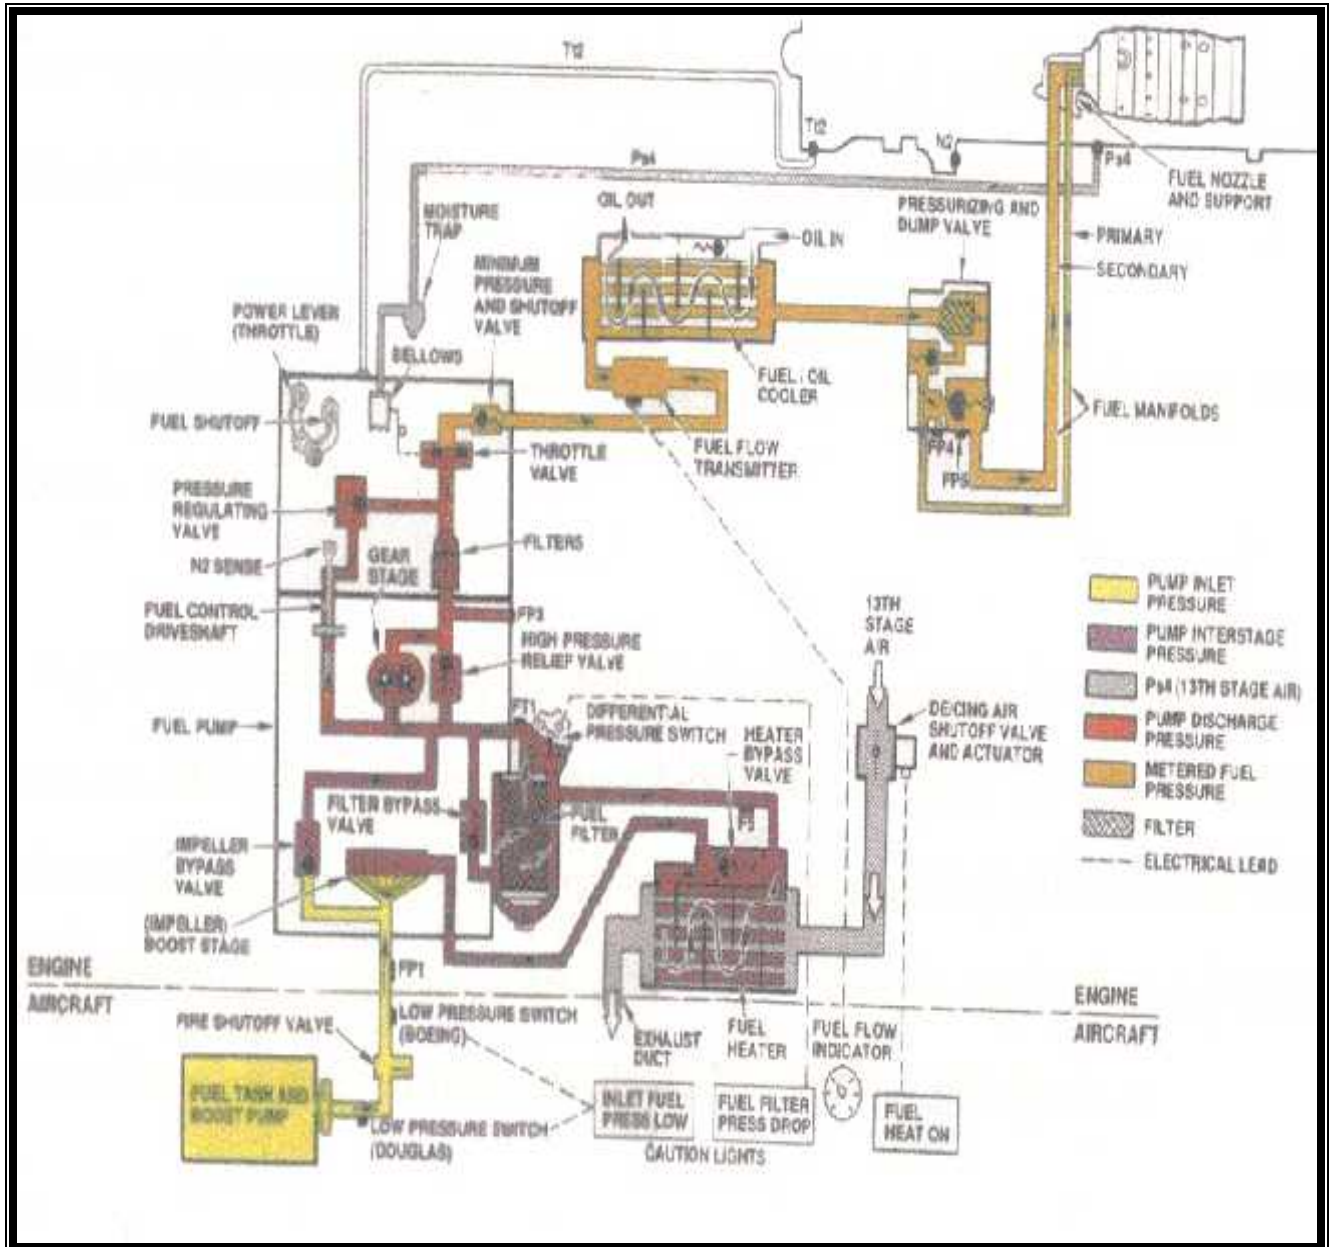 Tt2
Tt2
N2
Ps4
Ps4
FUEL NOZZLE
AND SUPPORT
OIL OUT
PRESSURIZING AND
DUMP VALVE
MOISTURE
TRAP
OIL IN
PRIMARY
SECONDARY
MINIMUM
PRESSURE
AND SHUTOFF
VALVE
POWER LEVER
(THROTTLE)
BELLOWS
FUEL / OIL
COOLER
FUEL MANIFOLDS
FUEL SHUTOFF
THROTTLE
VALVE
FUEL FLOW
TRANSMITTER
FP4
FP5
PRESSURE
REGULATING
VALVE
FILTERS
N2 SENSE
GEAR
STAGE
FUEL CONTROL
DRIVESHAFT
FP3
HIGH PRESSURE
RELIEF VALVE
13TH
STAGE
AIR
PUMP INLET
PRESSURE
PUMP INTERSTAGE
PRESSURE
Ps4 (13TH STAGE AIR)
PUMP DISCHARGE
PRESSURE
METERED FUEL
PRESSURE
FILTER
ELECTRICAL LEAD
FUEL PUMP
DIFFERENTIAL
PRESSURE SWITCH
HEATER
BYPASS
VALVE
DEICING AIR
SHUTOFF VALVE
AND ACTUATOR
FILTER BYPASS
VALVE
FUEL
FILTER
IMPELLER
BYPASS
VALVE
(IMPELLER)
BOOST STAGE
FP1
ENGINE
AIRCRAFT
ENGINE
AIRCRAFT
FIRE SHUTOFF VALVE
LOW PRESSURE SWITCH
(BOEING)
EXHAUST
DUCT
FUEL
HEATER
FUEL FLOW
INDICATOR
FUEL TANK AND
BOOST PUMP
LOW PRESSURE SWITCH
(DOUGLAS)
INLET FUEL
PRESS LOW
FUEL FILTER
PRESS DROP
FUEL
HEAT ON
CAUTION LIGHTS